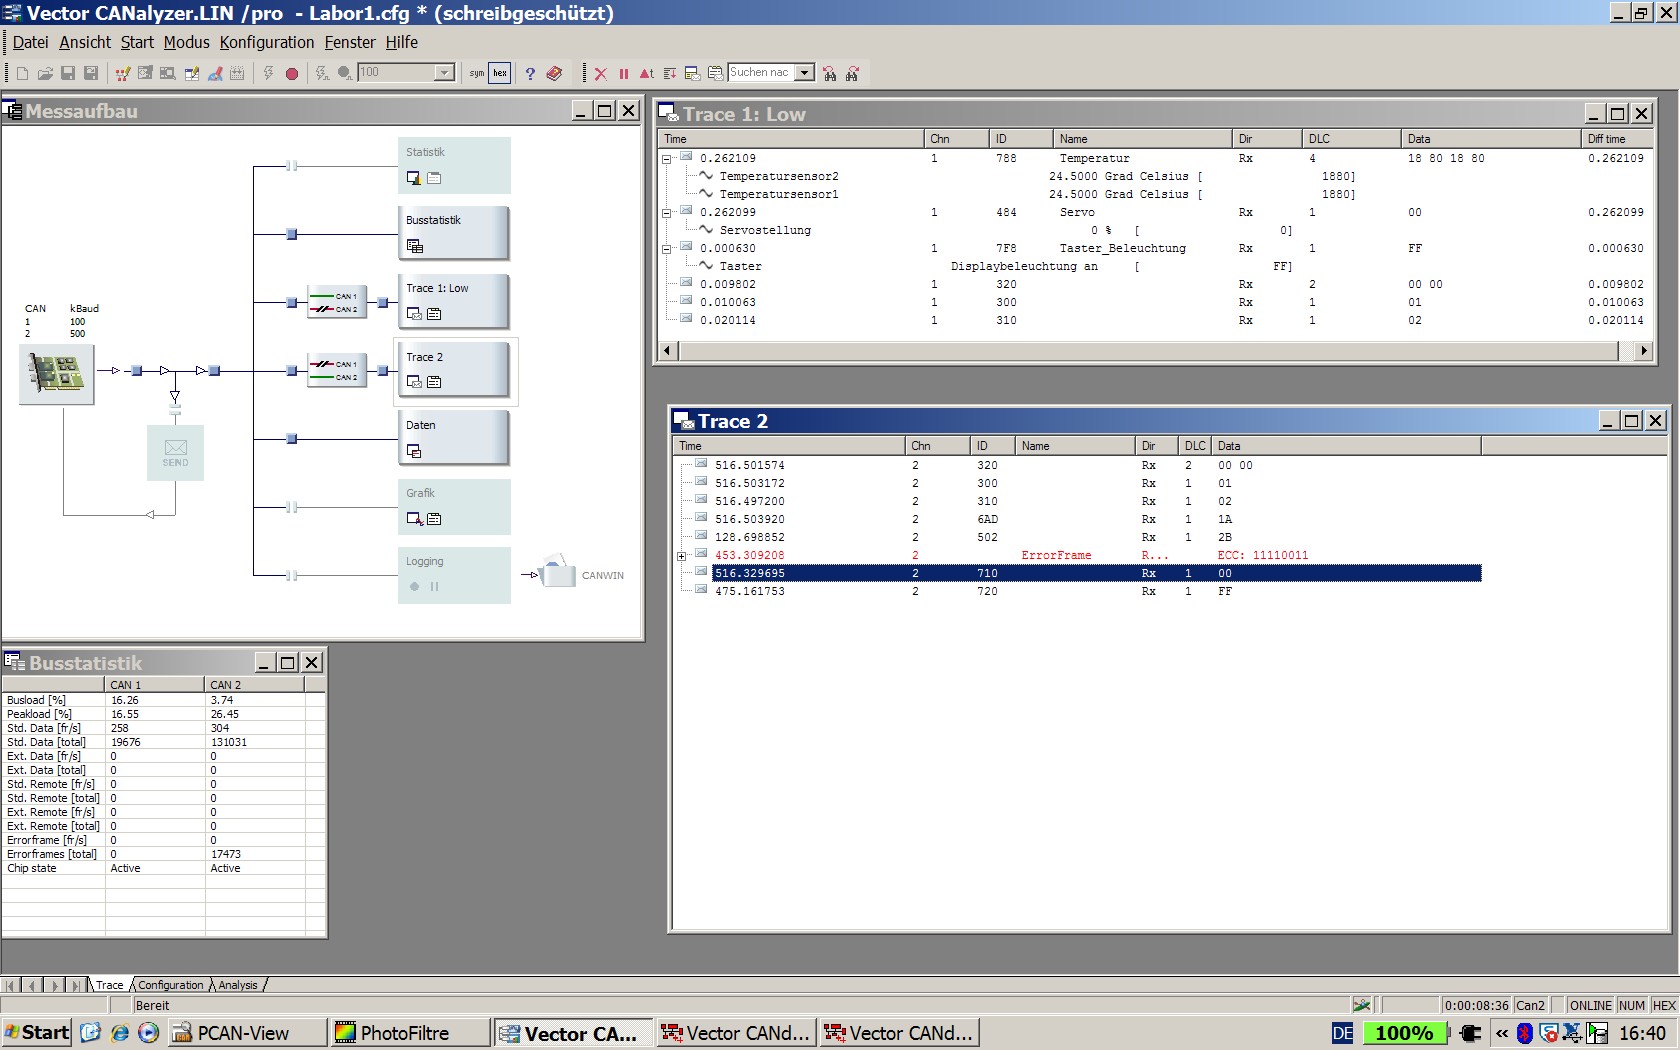 Vector CANalyzer.LIN /pro  - Labor1.cfg * (schreibgeschützt)
Datei Ansicht Start Modus Konfiguration Fenster Hilfe
100 sym hex ? Suchen nac
Messaufbau
Statistik
Busstatistik
Trace 1: Low
CAN 1
CAN 2
Trace 2
CAN 1
CAN 2
Daten
Grafik
Logging
CANWIN
CAN kBaud
1 100
2 500
SEND
Trace 1: Low
Time Chn ID Name Dir DLC Data Diff time
0.262109 1 788 Temperatur Rx 4 18 80 18 80 0.262109
Temperatursensor2 24.5000 Grad Celsius [ 1880]
Temperatursensor1 24.5000 Grad Celsius [ 1880]
0.262099 1 484 Servo Rx 1 00 0.262099
Servostellung 0 % [ 0]
0.000630 1 7F8 Taster_Beleuchtung Rx 1 FF 0.000630
Taster Displaybeleuchtung an [ FF]
0.009802 1 320 Rx 2 00 00 0.009802
0.010063 1 300 Rx 1 01 0.010063
0.020114 1 310 Rx 1 02 0.020114
Trace 2
Time Chn ID Name Dir DLC Data
516.501574 2 320 Rx 2 00 00
516.503172 2 300 Rx 1 01
516.497200 2 310 Rx 1 02
516.503920 2 6AD Rx 1 1A
128.698852 2 502 Rx 1 2B
453.309208 2 ErrorFrame R... ECC: 11110011
516.329695 2 710 Rx 1 00
475.161753 2 720 Rx 1 FF
Busstatistik
CAN 1 CAN 2
Busload [%] 16.26 3.74
Peakload [%] 16.55 26.45
Std. Data [fr/s] 258 304
Std. Data [total] 19676 131031
Ext. Data [fr/s] 0 0
Ext. Data [total] 0 0
Std. Remote [fr/s] 0 0
Std. Remote [total] 0 0
Ext. Remote [fr/s] 0 0
Ext. Remote [total] 0 0
Errorframe [fr/s] 0 0
Errorframes [total] 0 17473
Chip state Active Active
Trace Configuration Analysis
Bereit 0:00:08:36 Can2 ONLINE NUM HEX
Start PCAN-View PhotoFiltre Vector CA... Vector CANd... Vector CANd... DE 100% « 16:40